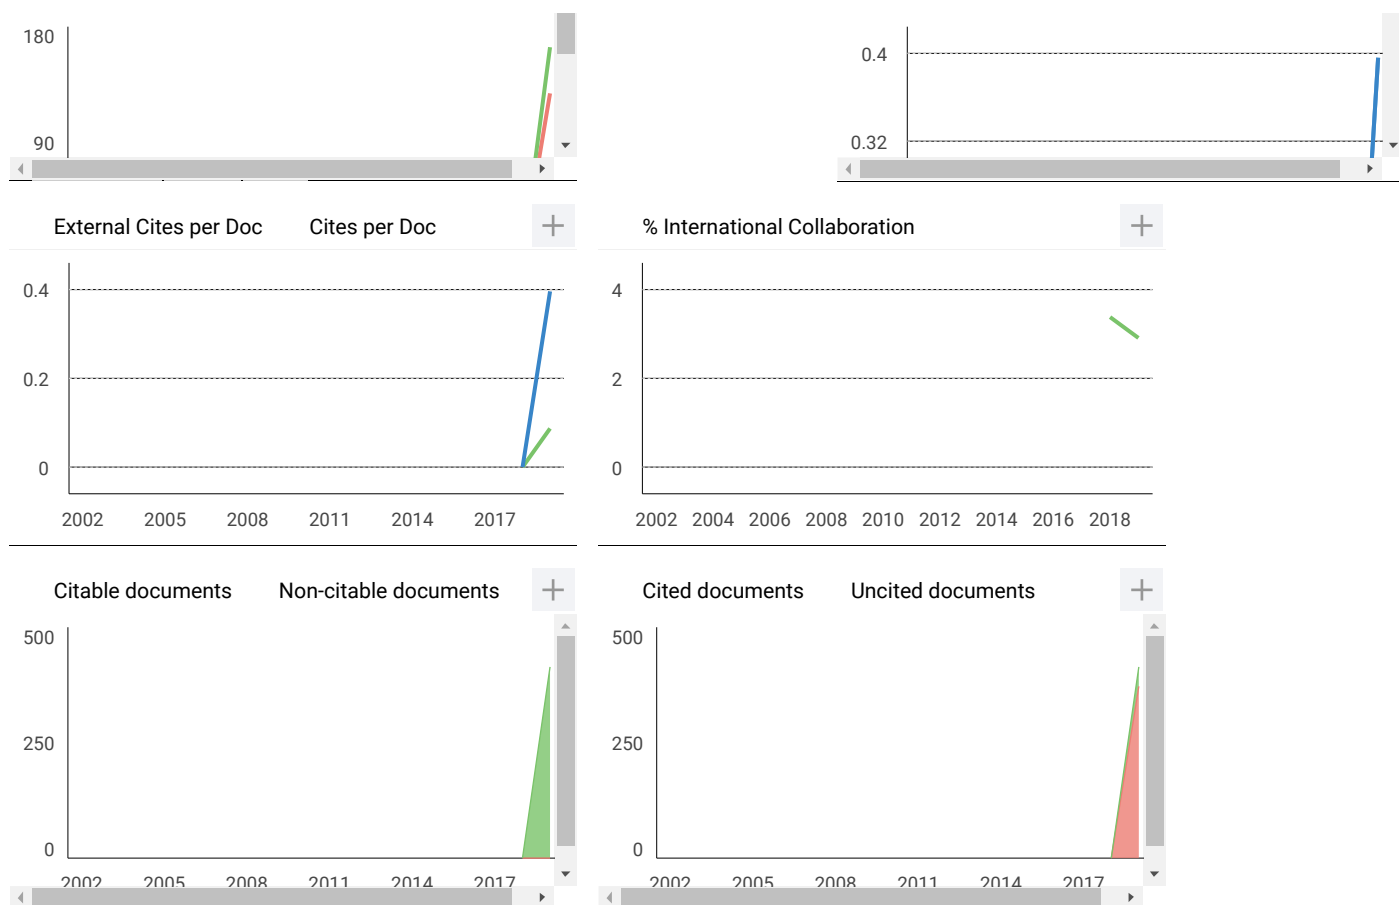 180
90
0.4
0.32
External Cites per Doc Cites per Doc
0.4
0.2
0
2002 2005 2008 2011 2014 2017
% International Collaboration
4
2
0
2002 2004 2006 2008 2010 2012 2014 2016 2018
Citable documents Non-citable documents
500
250
0
2002 2005 2008 2011 2014 2017
Cited documents Uncited documents
500
250
0
2002 2005 2008 2011 2014 2017